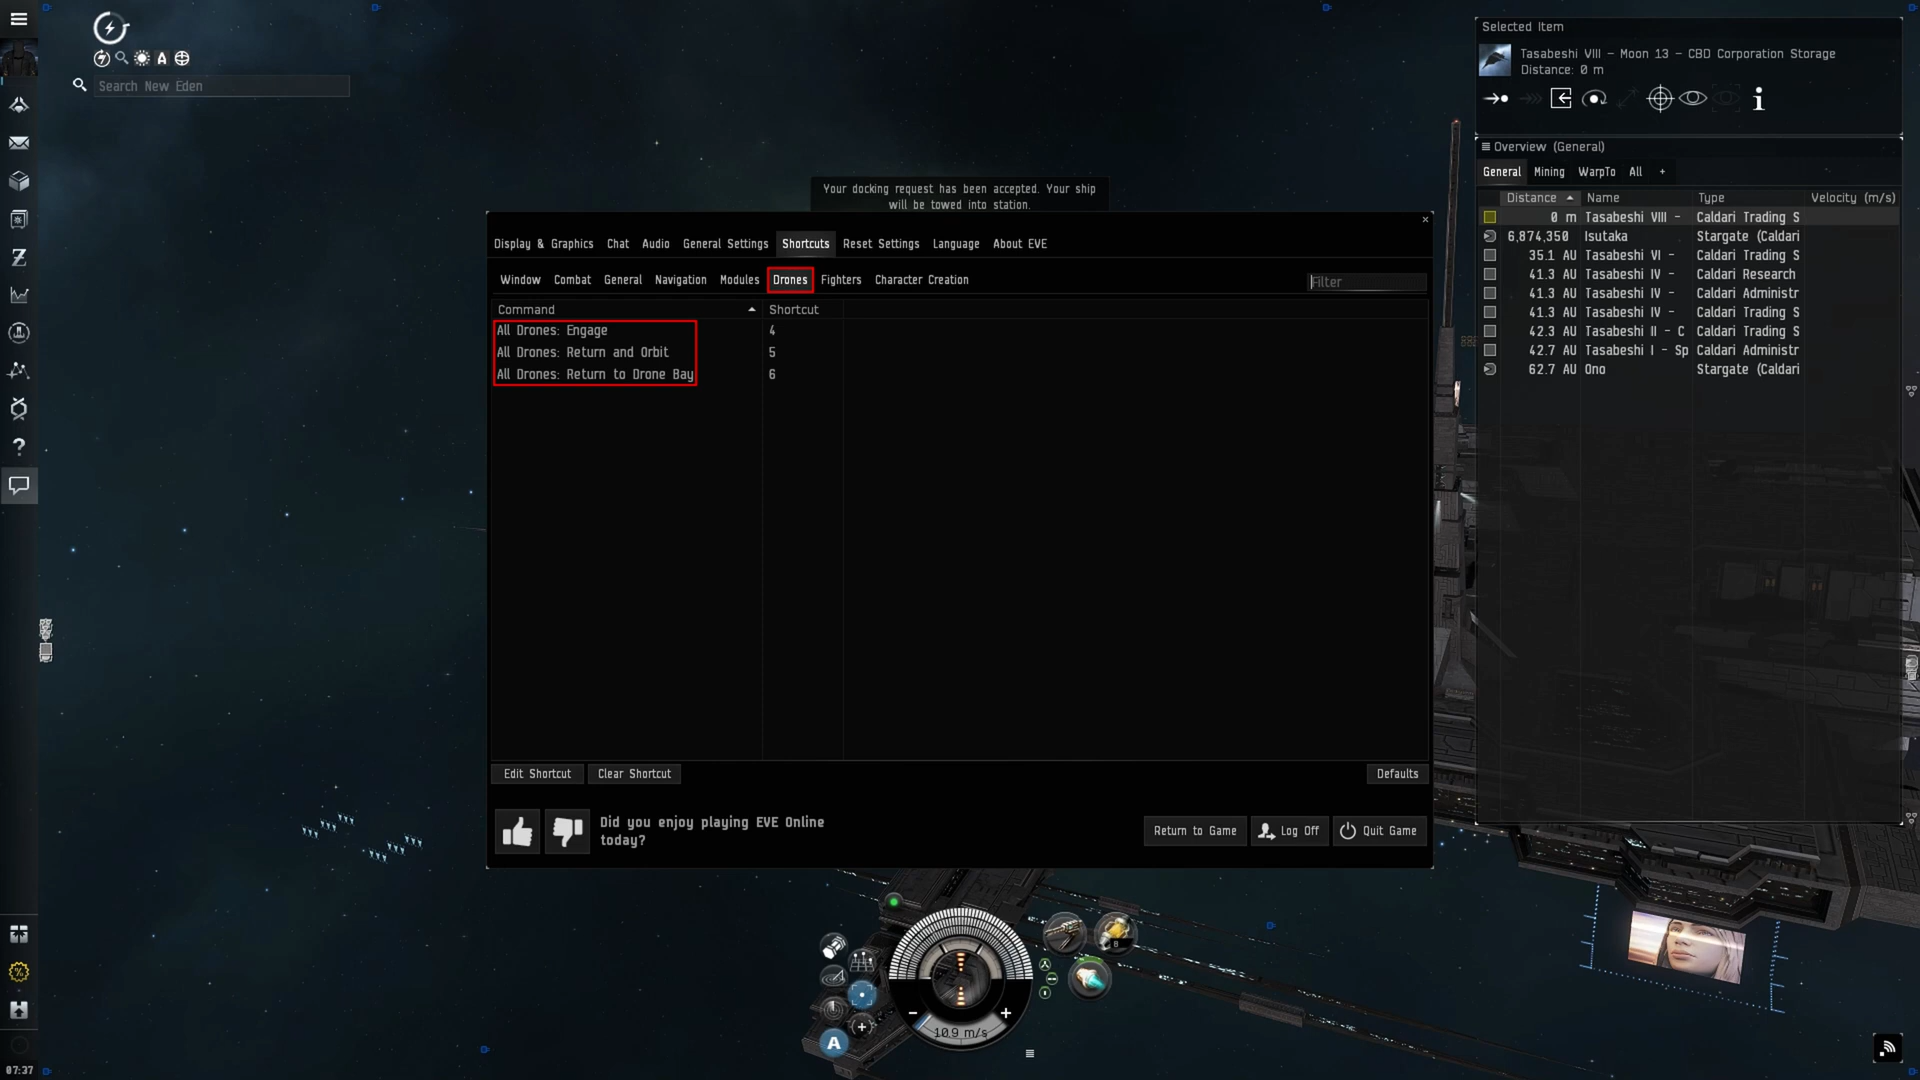 Search New Eden
Your docking request has been accepted. Your ship
will be towed into station.
Display & Graphics Chat Audio General Settings Shortcuts Reset Settings Language About EVE
Window Combat General Navigation Modules Drones Fighters Character Creation Filter
Command Shortcut
All Drones: Engage 4
All Drones: Return and Orbit 5
All Drones: Return to Drone Bay 6
Edit Shortcut Clear Shortcut Defaults
Did you enjoy playing EVE Online
today?
Return to Game Log Off Quit Game
Selected Item
Tasabeshi VIII - Moon 13 - CBD Corporation Storage
Distance: 0 m
Overview (General)
General Mining WarpTo All +
Distance Name Type Velocity (m/s)
0 m Tasabeshi VIII - Caldari Trading S
6,874,350 Isutaka Stargate (Caldari
35.1 AU Tasabeshi VI - Caldari Trading S
41.3 AU Tasabeshi IV - Caldari Research
41.3 AU Tasabeshi IV - Caldari Administr
41.3 AU Tasabeshi IV - Caldari Trading S
42.3 AU Tasabeshi II - C Caldari Trading S
42.7 AU Tasabeshi I - Sp Caldari Administr
62.7 AU Ono Stargate (Caldari
10.9 m/s
A
8
07:37